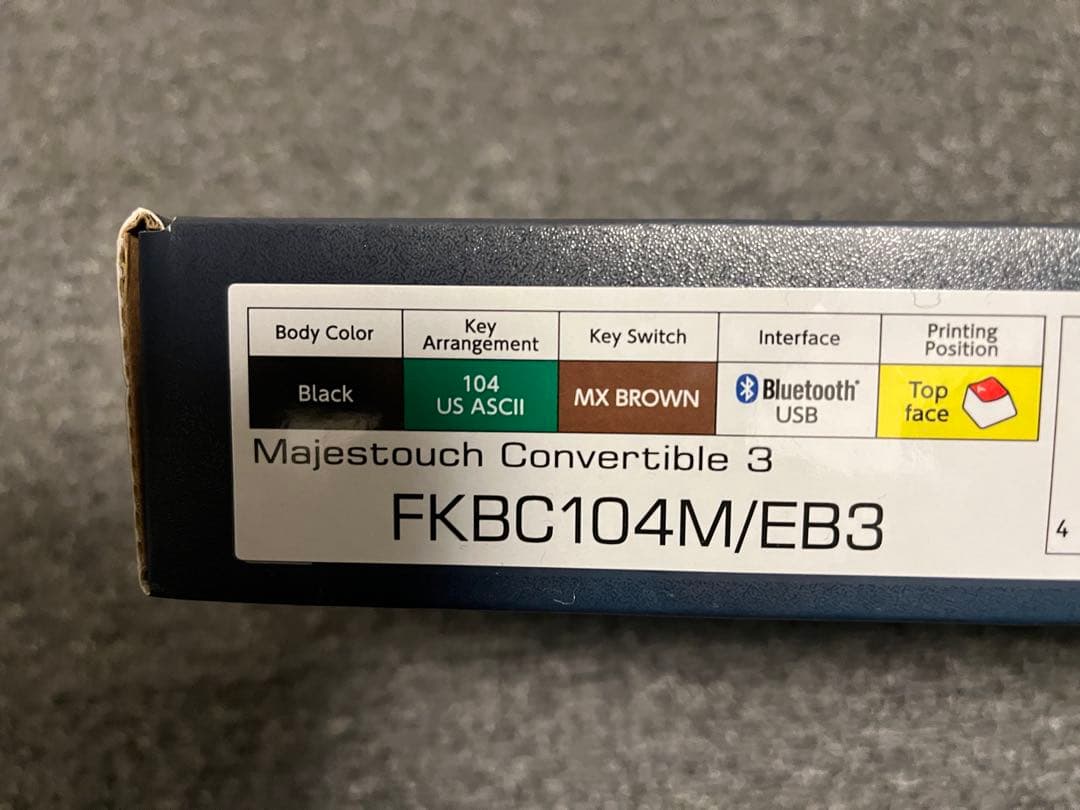 Body Color
Key
Arrangement
Key Switch
Interface
Printing
Position
Black
104
US ASCII
MX BROWN
Bluetooth®
USB
Top
face
Majestouch Convertible 3
FKBC104M/EB3
4